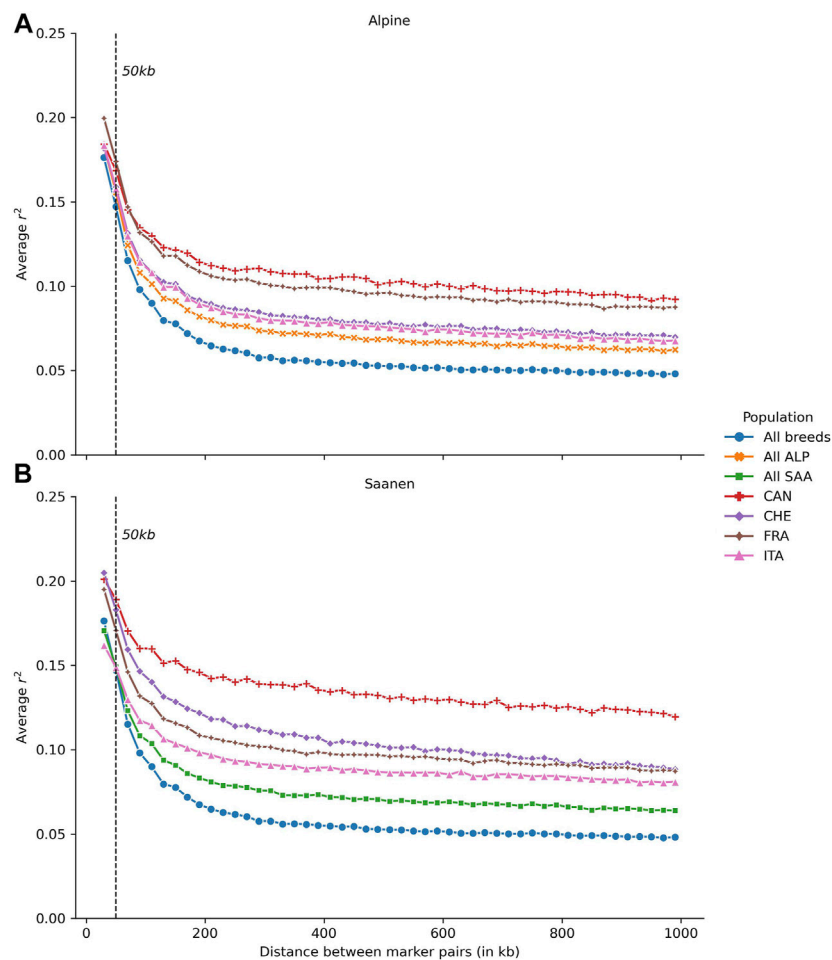 A
Alpine
0.25
50kb
0.20
0.15
Average r²
0.10
0.05
0.00
Population
All breeds
All ALP
All SAA
CAN
CHE
FRA
ITA
B
Saanen
0.25
50kb
0.20
0.15
Average r²
0.10
0.05
0.00
0 200 400 600 800 1000
Distance between marker pairs (in kb)